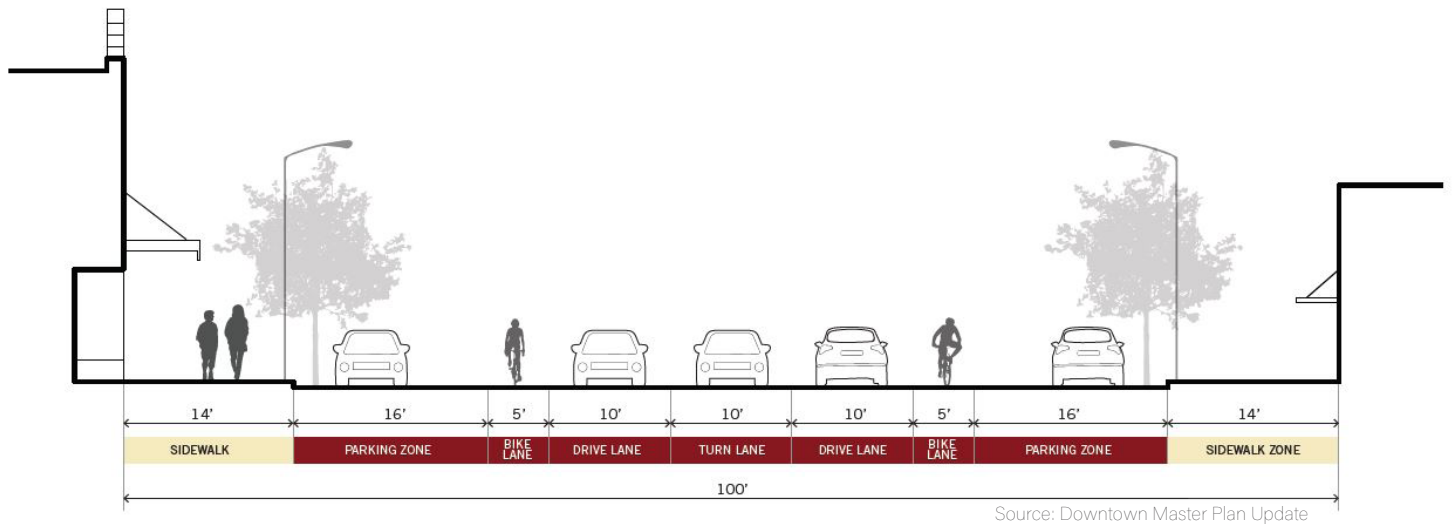 14' 16' 5' 10' 10' 10' 5' 16' 14'
SIDEWALK PARKING ZONE BIKE LANE DRIVE LANE TURN LANE DRIVE LANE BIKE LANE PARKING ZONE SIDEWALK ZONE
100'
Source: Downtown Master Plan Update